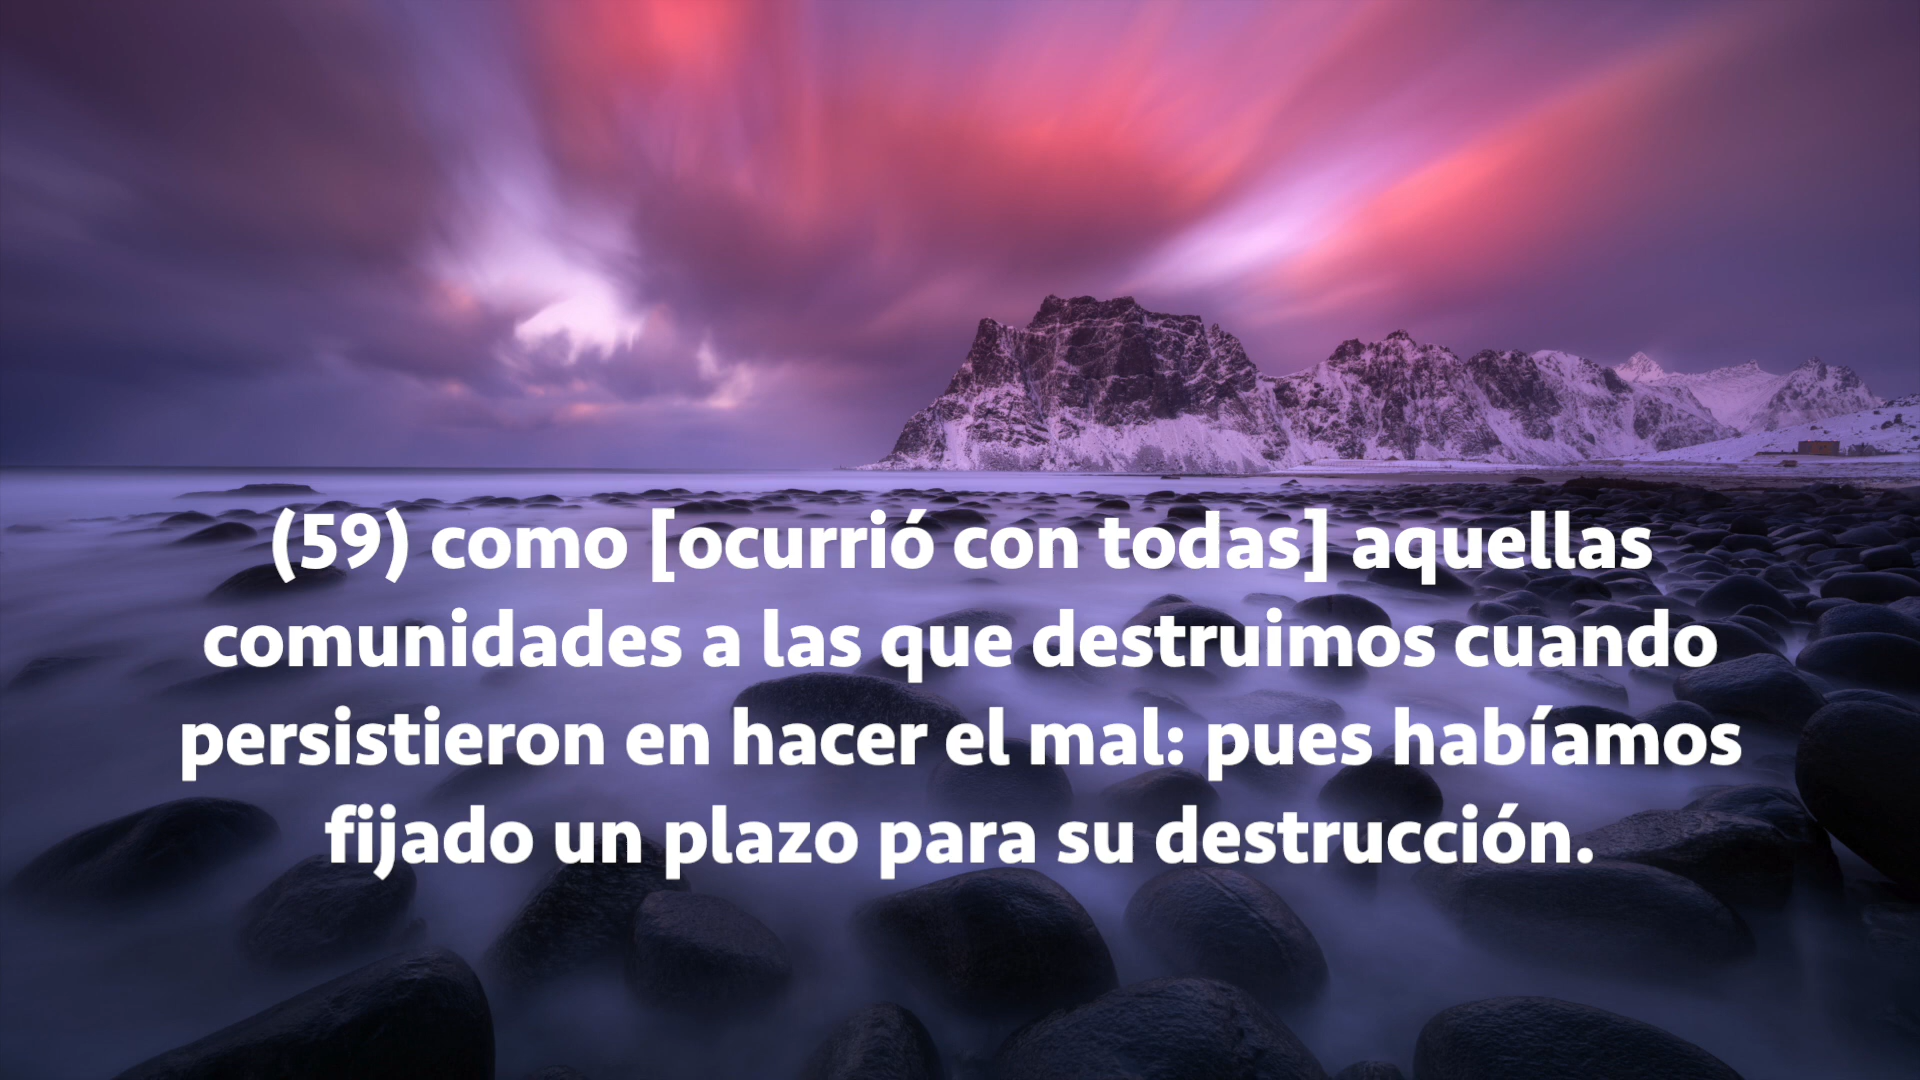 (59) como [ocurrió con todas] aquellas
comunidades a las que destruimos cuando
persistieron en hacer el mal: pues habíamos
fijado un plazo para su destrucción.